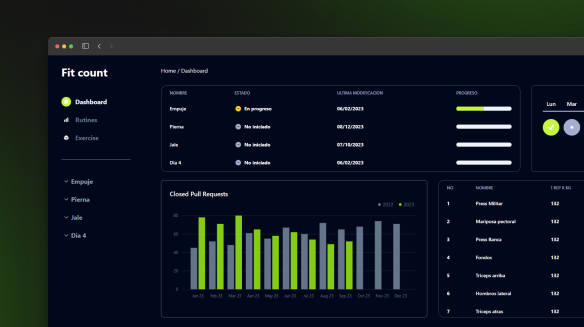 Fit count
Dashboard
Rutines
Exercise
Empuje
Pierna
Jale
Dia 4
Home / Dashboard
NOMBRE ESTADO ULTIMA MODIFICACION PROGRESO
Empuje En progreso 06/02/2023
Pierna No iniciado 08/12/2023
Jale No iniciado 07/10/2023
Dia 4 No iniciado 06/02/2023
Lun Mar
Closed Pull Requests
2022 2023
80
60
40
20
0
Jan 23 Feb 23 Mar 23 Apr 23 May 23 Jun 23 Jul 23 Aug 23 Sep 23 Oct 23 Nov 23 Dec 23
NO NOMBRE 1 REP X KG
1 Press Militar 132
2 Mariposa pectoral 132
3 Press Banca 132
4 Fondos 132
5 Triceps arriba 132
6 Hombros lateral 132
7 Triceps atras 132